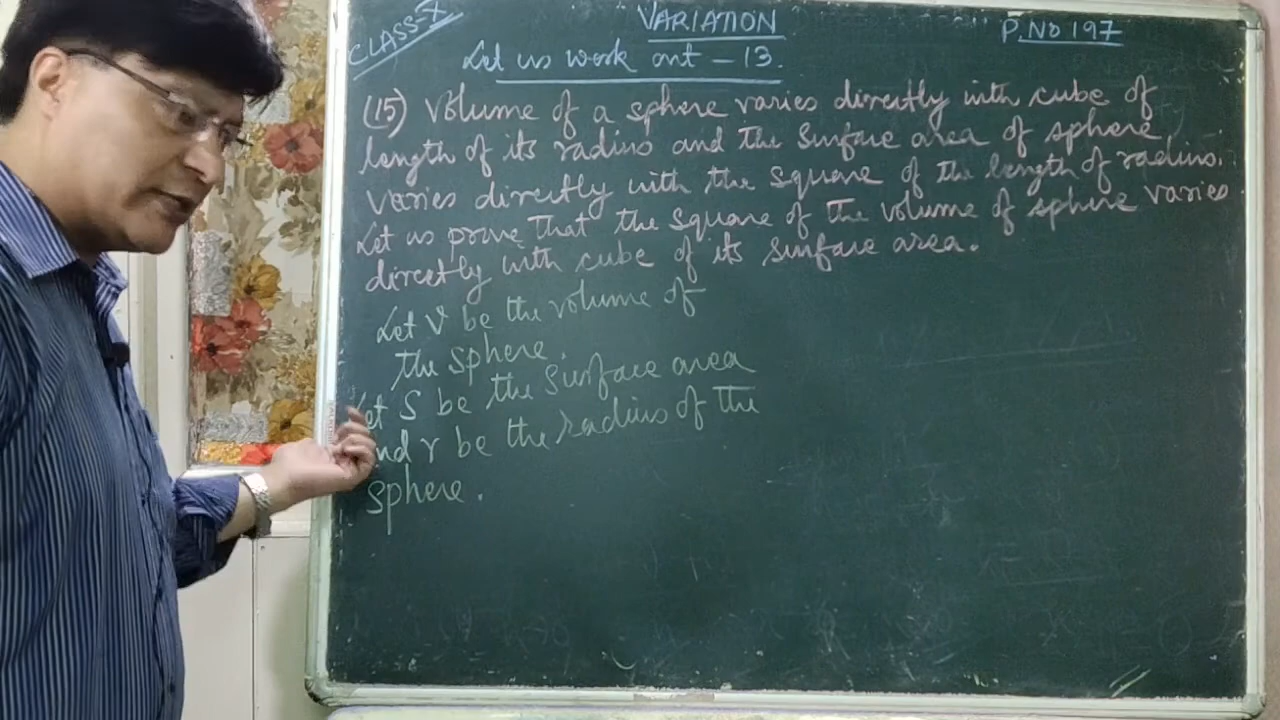 CLASS-X
VARIATION
P.NO 197
Let us work out - 13.
(15) Volume of a sphere varies directly with cube of
length of its radius and the surface area of sphere
varies directly with the square of the length of radius.
Let us prove that the square of the volume of sphere varies
directly with cube of its surface area.
Let V be the volume of
the sphere.
Let S be the surface area
and r be the radius of the
sphere.